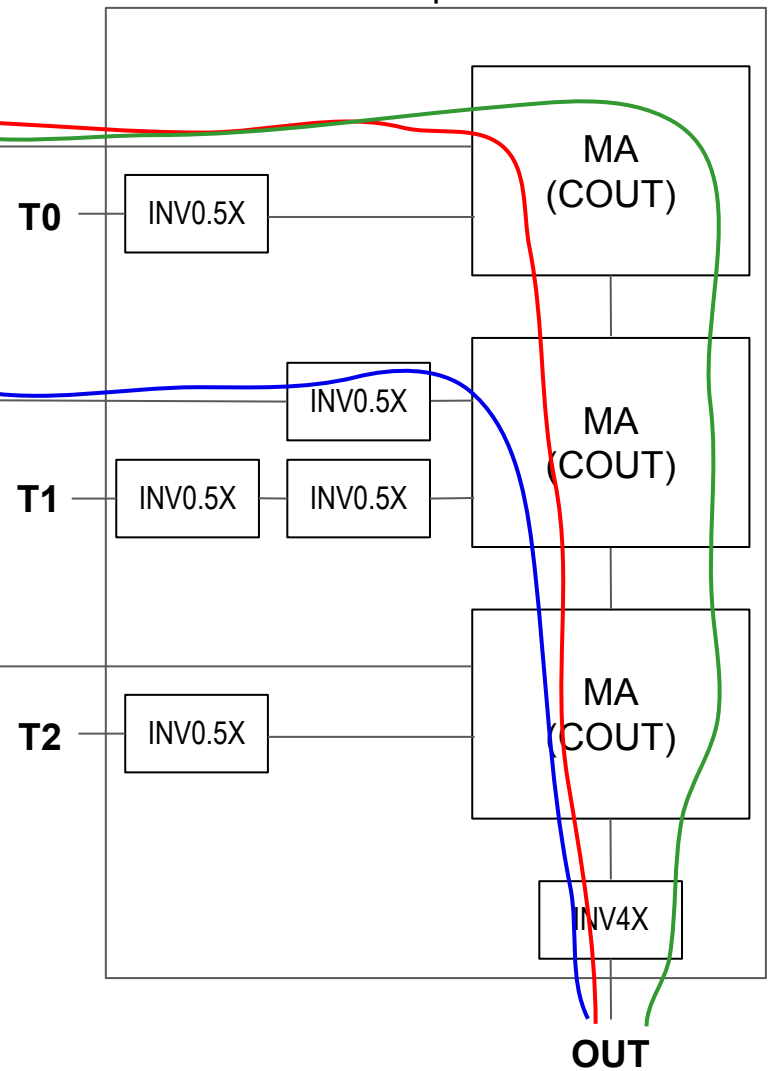 MA
(COUT)
T0
INV0.5X
INV0.5X
MA
(COUT)
T1
INV0.5X
INV0.5X
MA
(COUT)
T2
INV0.5X
INV4X
OUT